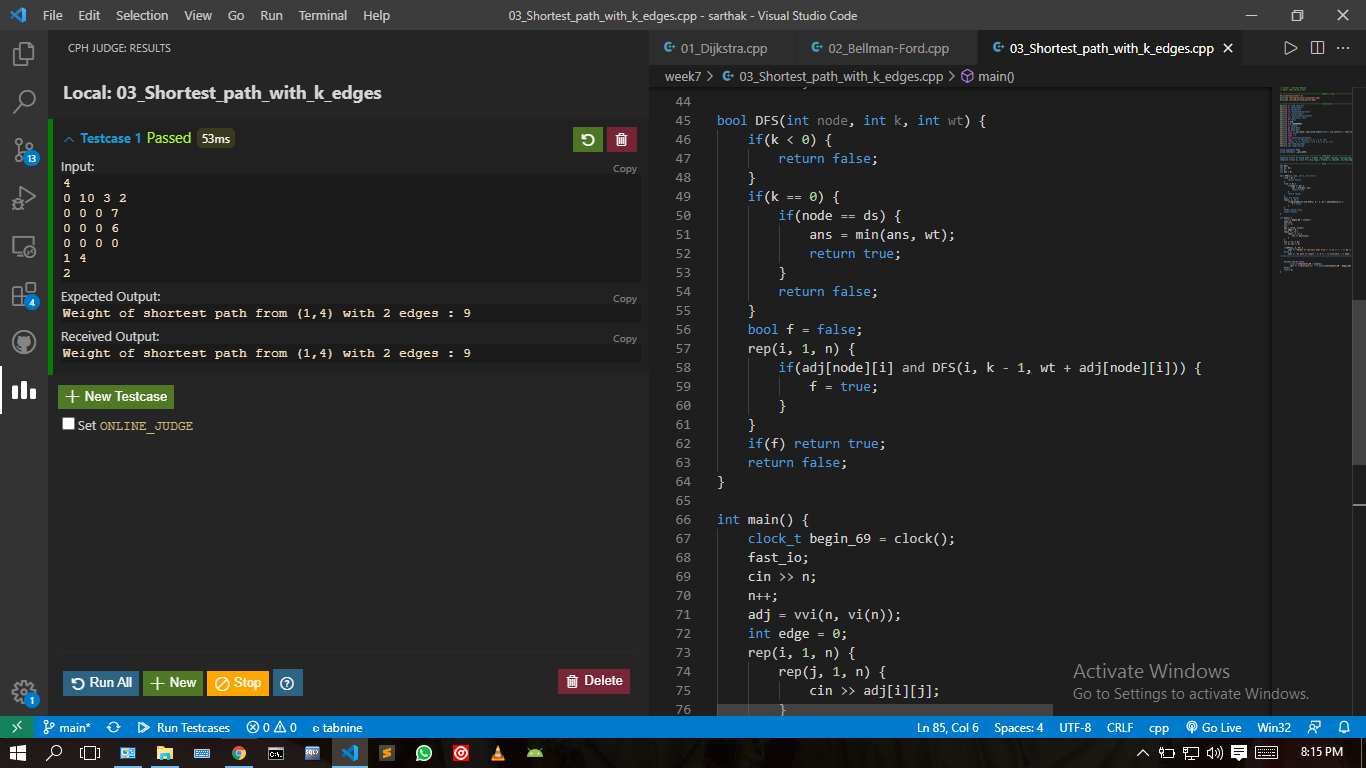 File Edit Selection View Go Run Terminal Help
03_Shortest_path_with_k_edges.cpp - sarthak - Visual Studio Code
CPH JUDGE: RESULTS
Local: 03_Shortest_path_with_k_edges
Testcase 1 Passed 53ms
Input:
Copy
4
0 10 3 2
0 0 0 7
0 0 0 6
0 0 0 0
1 4
2
Expected Output:
Copy
Weight of shortest path from (1,4) with 2 edges : 9
Received Output:
Copy
Weight of shortest path from (1,4) with 2 edges : 9
New Testcase
Set ONLINE_JUDGE
Run All New Stop Delete
13
4
1
01_Dijkstra.cpp 02_Bellman-Ford.cpp 03_Shortest_path_with_k_edges.cpp
week7 > 03_Shortest_path_with_k_edges.cpp > main()
44
45 bool DFS(int node, int k, int wt) {
46 if(k < 0) {
47 return false;
48 }
49 if(k == 0) {
50 if(node == ds) {
51 ans = min(ans, wt);
52 return true;
53 }
54 return false;
55 }
56 bool f = false;
57 rep(i, 1, n) {
58 if(adj[node][i] and DFS(i, k - 1, wt + adj[node][i])) {
59 f = true;
60 }
61 }
62 if(f) return true;
63 return false;
64 }
65
66 int main() {
67 clock_t begin_69 = clock();
68 fast_io;
69 cin >> n;
70 n++;
71 adj = vvi(n, vi(n));
72 int edge = 0;
73 rep(i, 1, n) {
74 rep(j, 1, n) {
75 cin >> adj[i][j];
76 }
Activate Windows
Go to Settings to activate Windows.
main* Run Testcases 0 0 tabnine Ln 85, Col 6 Spaces: 4 UTF-8 CRLF cpp Go Live Win32
8:15 PM